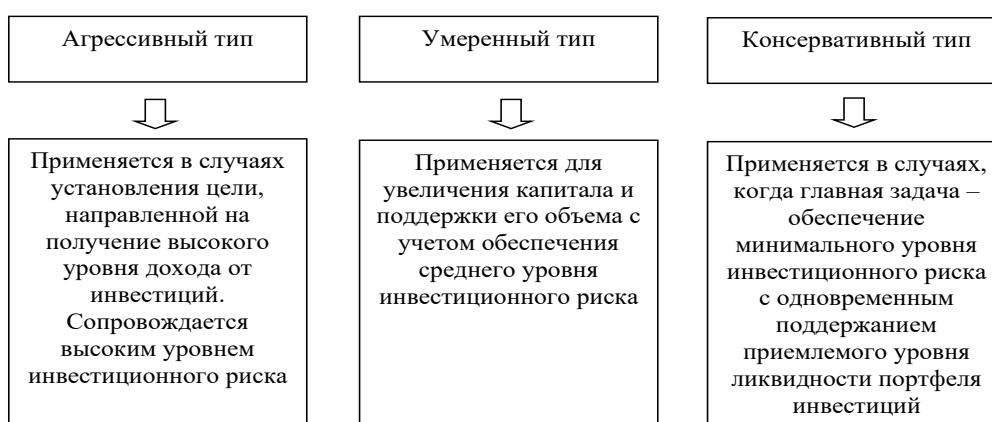 Агрессивный тип
Умеренный тип
Консервативный тип
Применяется в случаях
установления цели,
направленной на
получение высокого
уровня дохода от
инвестиций.
Сопровождается
высоким уровнем
инвестиционного риска
Применяется для
увеличения капитала и
поддержки его объема с
учетом обеспечения
среднего уровня
инвестиционного риска
Применяется в случаях,
когда главная задача –
обеспечение
минимального уровня
инвестиционного риска
с одновременным
поддержанием
приемлемого уровня
ликвидности портфеля
инвестиций